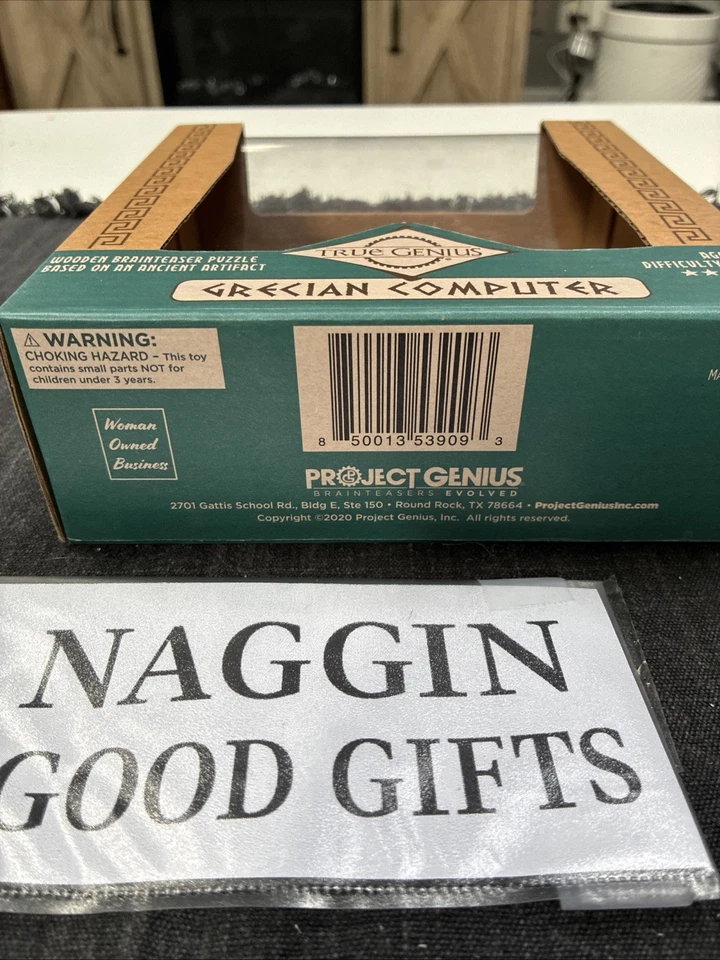 WOODEN BRAINTEASER PUZZLE
BASED ON AN ANCIENT ARTIFACT
TRUE GENIUS
DIFFICULTY
GRECIAN COMPUTER
WARNING:
CHOKING HAZARD – This toy
contains small parts NOT for
children under 3 years.
Woman
Owned
Business
8 50013 53909 3
PROJECT GENIUS
BRAINTEASERS EVOLVED
2701 Gattis School Rd., Bldg E, Ste 150 • Round Rock, TX 78664 • ProjectGeniusInc.com
Copyright ©2020 Project Genius, Inc. All rights reserved.
NAGGIN
GOOD GIFTS